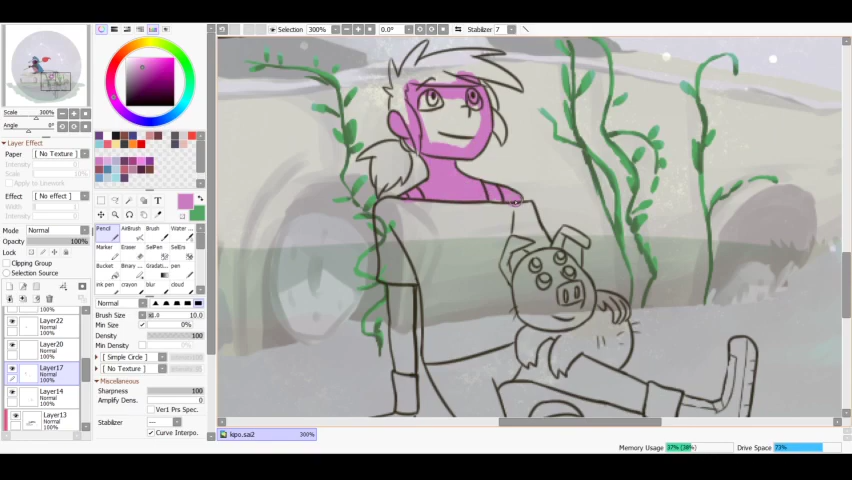 Selection 300% 0.0° Stabilizer 7
Scale 300%
Angle 0°
Layer Effect
Paper [ No Texture ]
Intensity
Scale
Apply to Linework
Effect [ No effect ]
Width
Intensity
Mode Normal
Opacity 100%
Lock
Clipping Group
Selection Source
Layer22
Normal
100%
Layer20
Normal
100%
Layer17
Normal
100%
Layer14
Normal
100%
Layer13
Normal
Pencil AirBrush Brush Water ...
Marker Eraser SelPen SelErs
Bucket Binary ... Gradati... pen
ink pen crayon blur cloud
Normal
Brush Size 10.0
Min Size 0%
Density 100
Min Density
[ Simple Circle ]
[ No Texture ]
Miscellaneous
Sharpness 100
Amplify Dens. 0
Ver1 Prs Spec.
Stabilizer
Curve Interpo.
kipo.sai2 300%
Memory Usage 37% (38%) Drive Space 73%